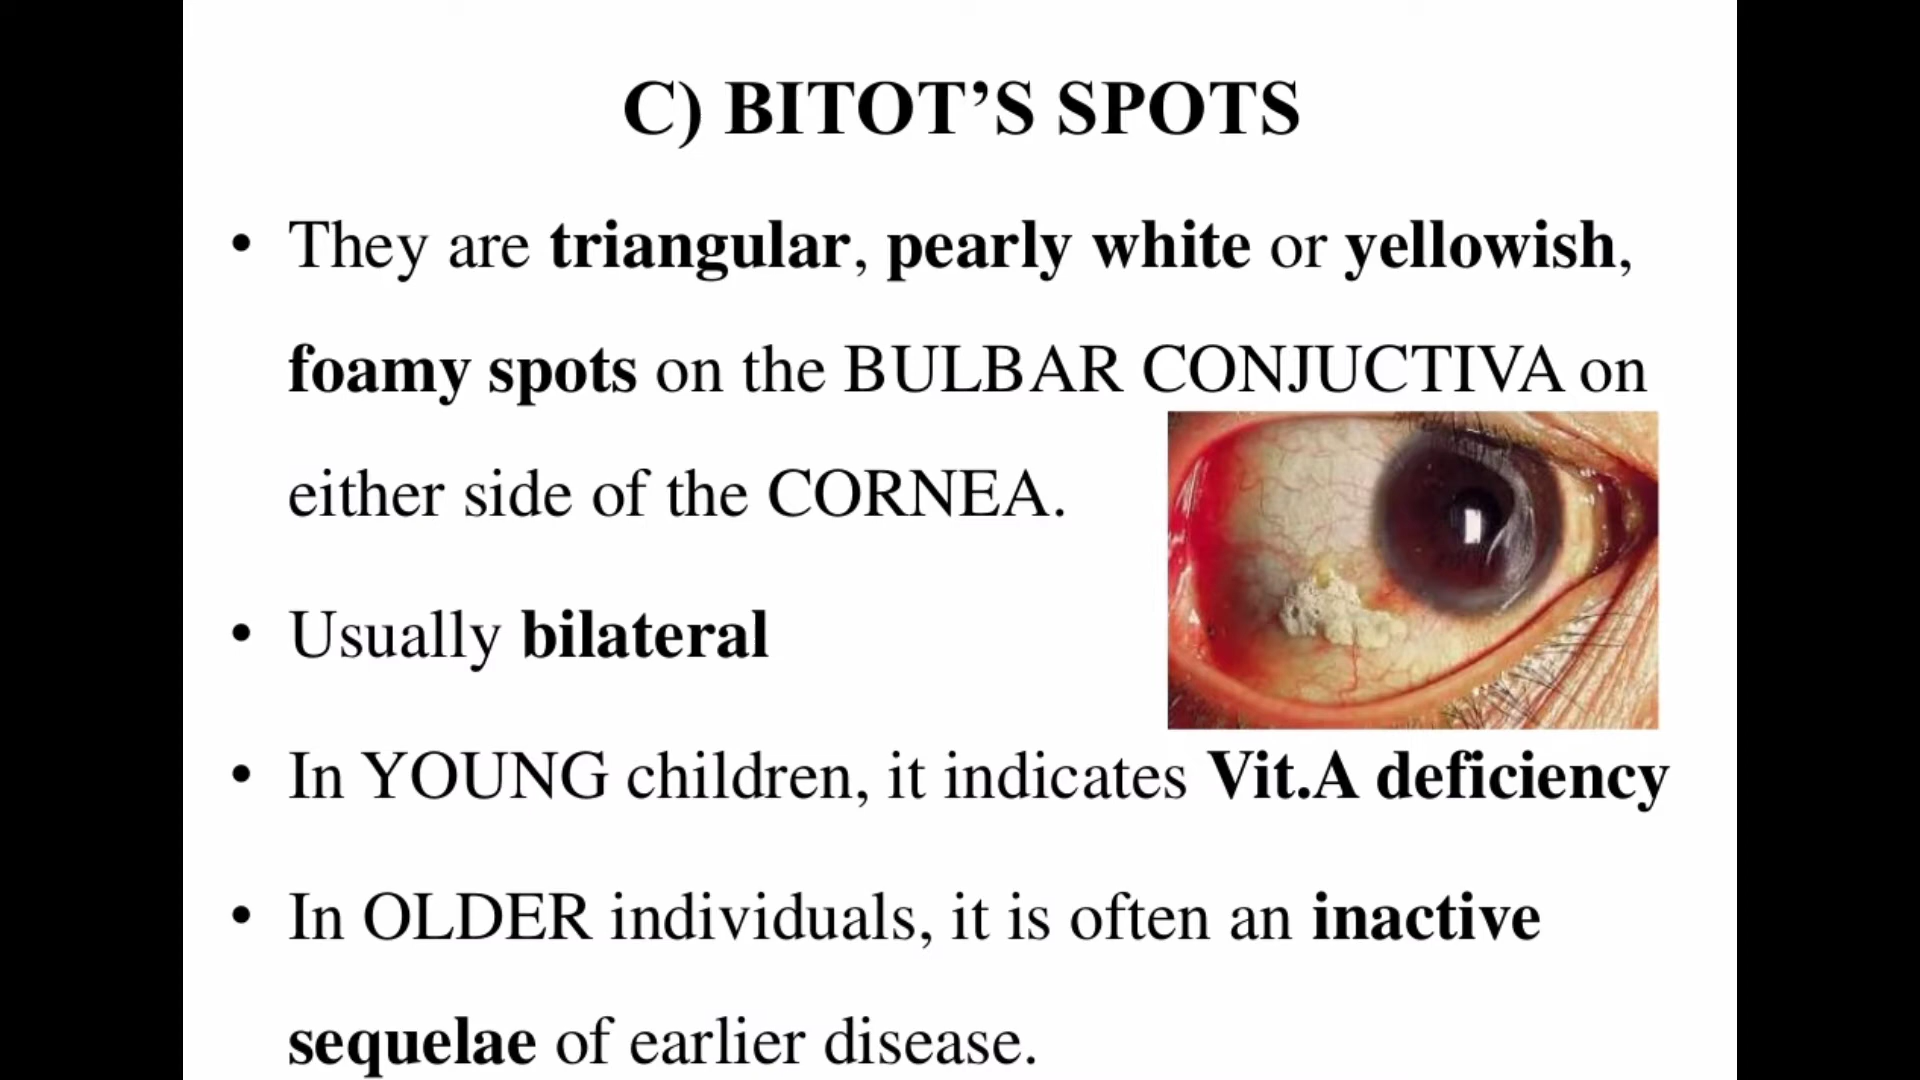 C) BITOT’S SPOTS
• They are triangular, pearly white or yellowish,
foamy spots on the BULBAR CONJUCTIVA on
either side of the CORNEA.
• Usually bilateral
• In YOUNG children, it indicates Vit.A deficiency
• In OLDER individuals, it is often an inactive
sequelae of earlier disease.